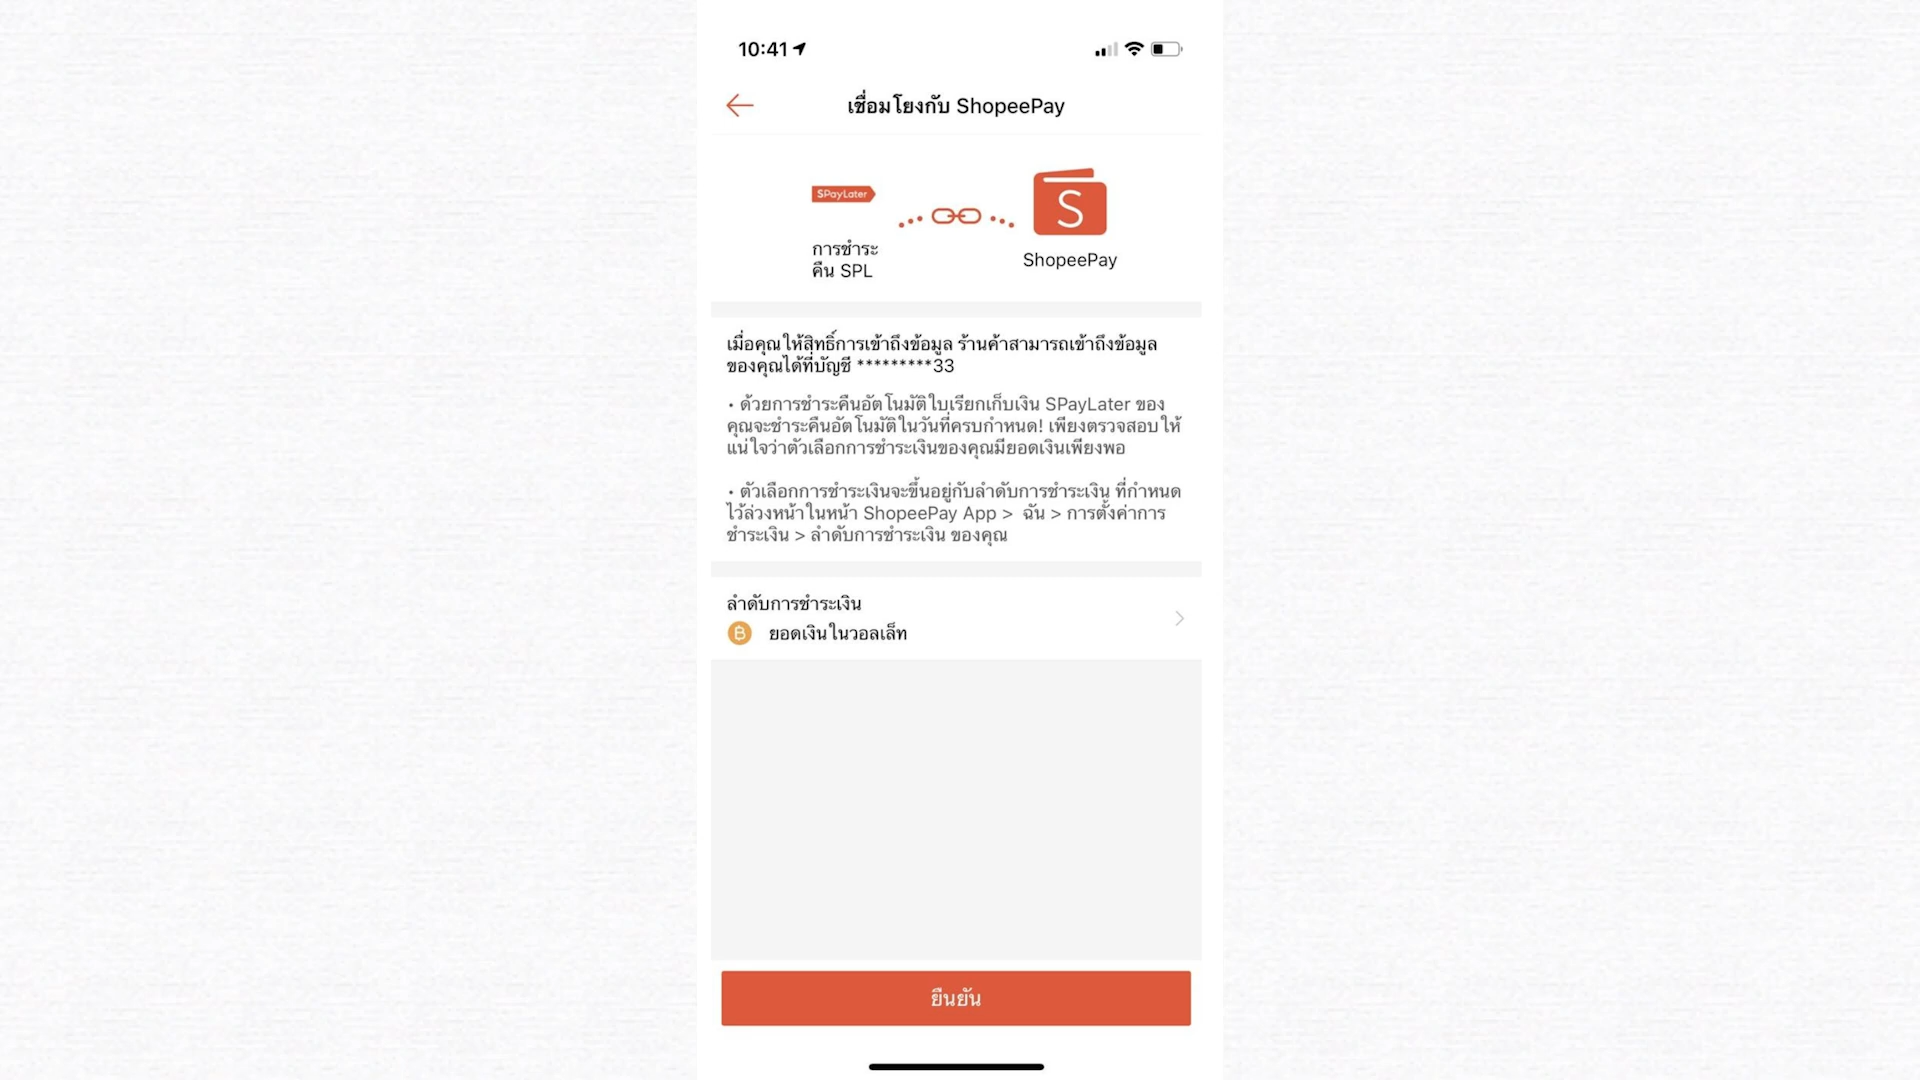 10:41
เชื่อมโยงกับ ShopeePay
SPayLater
S
การชำระ
คืน SPL
ShopeePay
เมื่อคุณให้สิทธิ์การเข้าถึงข้อมูล ร้านค้าสามารถเข้าถึงข้อมูล
ของคุณได้ที่บัญชี *********33
• ด้วยการชำระคืนอัตโนมัติใบเรียกเก็บเงิน SPayLater ของ
คุณจะชำระคืนอัตโนมัติในวันที่ครบกำหนด! เพียงตรวจสอบให้
แน่ใจว่าตัวเลือกการชำระเงินของคุณมียอดเงินเพียงพอ
• ตัวเลือกการชำระเงินจะขึ้นอยู่กับลำดับการชำระเงิน ที่กำหนด
ไว้ล่วงหน้าในหน้า ShopeePay App > ฉัน > การตั้งค่าการ
ชำระเงิน > ลำดับการชำระเงิน ของคุณ
ลำดับการชำระเงิน
ยอดเงินในวอลเล็ท
ยืนยัน